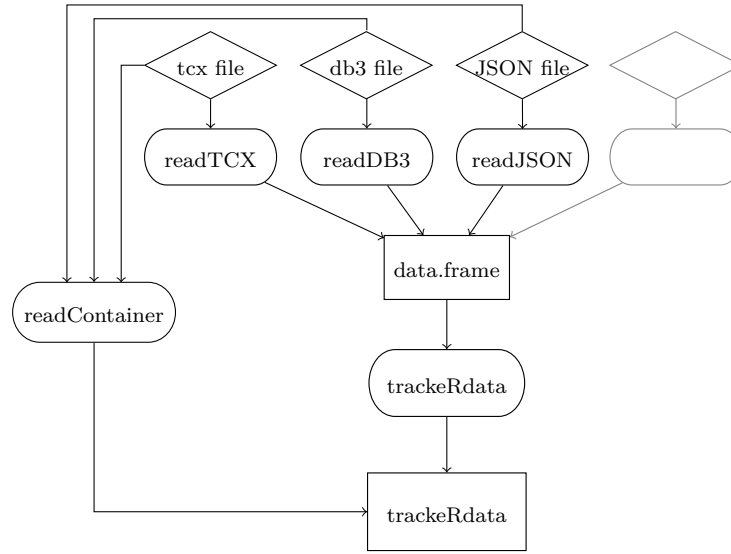 tcx file
db3 file
JSON file
readTCX
readDB3
readJSON
data.frame
readContainer
trackeRdata
trackeRdata